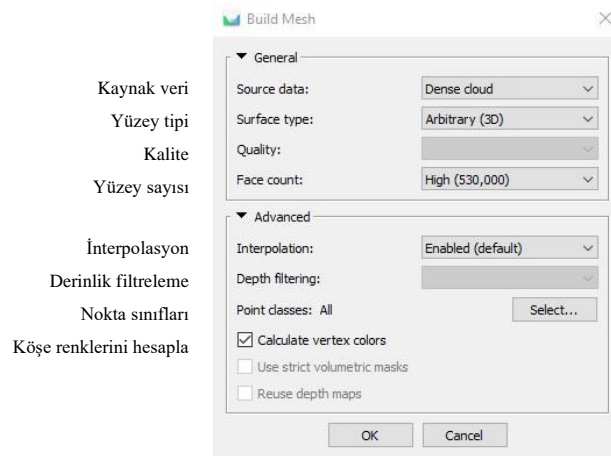 Build Mesh
General
Kaynak veri Source data: Dense cloud
Yüzey tipi Surface type: Arbitrary (3D)
Kalite Quality:
Yüzey sayısı Face count: High (530,000)
Advanced
İnterpolasyon Interpolation: Enabled (default)
Derinlik filtreleme Depth filtering:
Nokta sınıfları Point classes: All Select...
Köşe renklerini hesapla Calculate vertex colors
Use strict volumetric masks
Reuse depth maps
OK Cancel